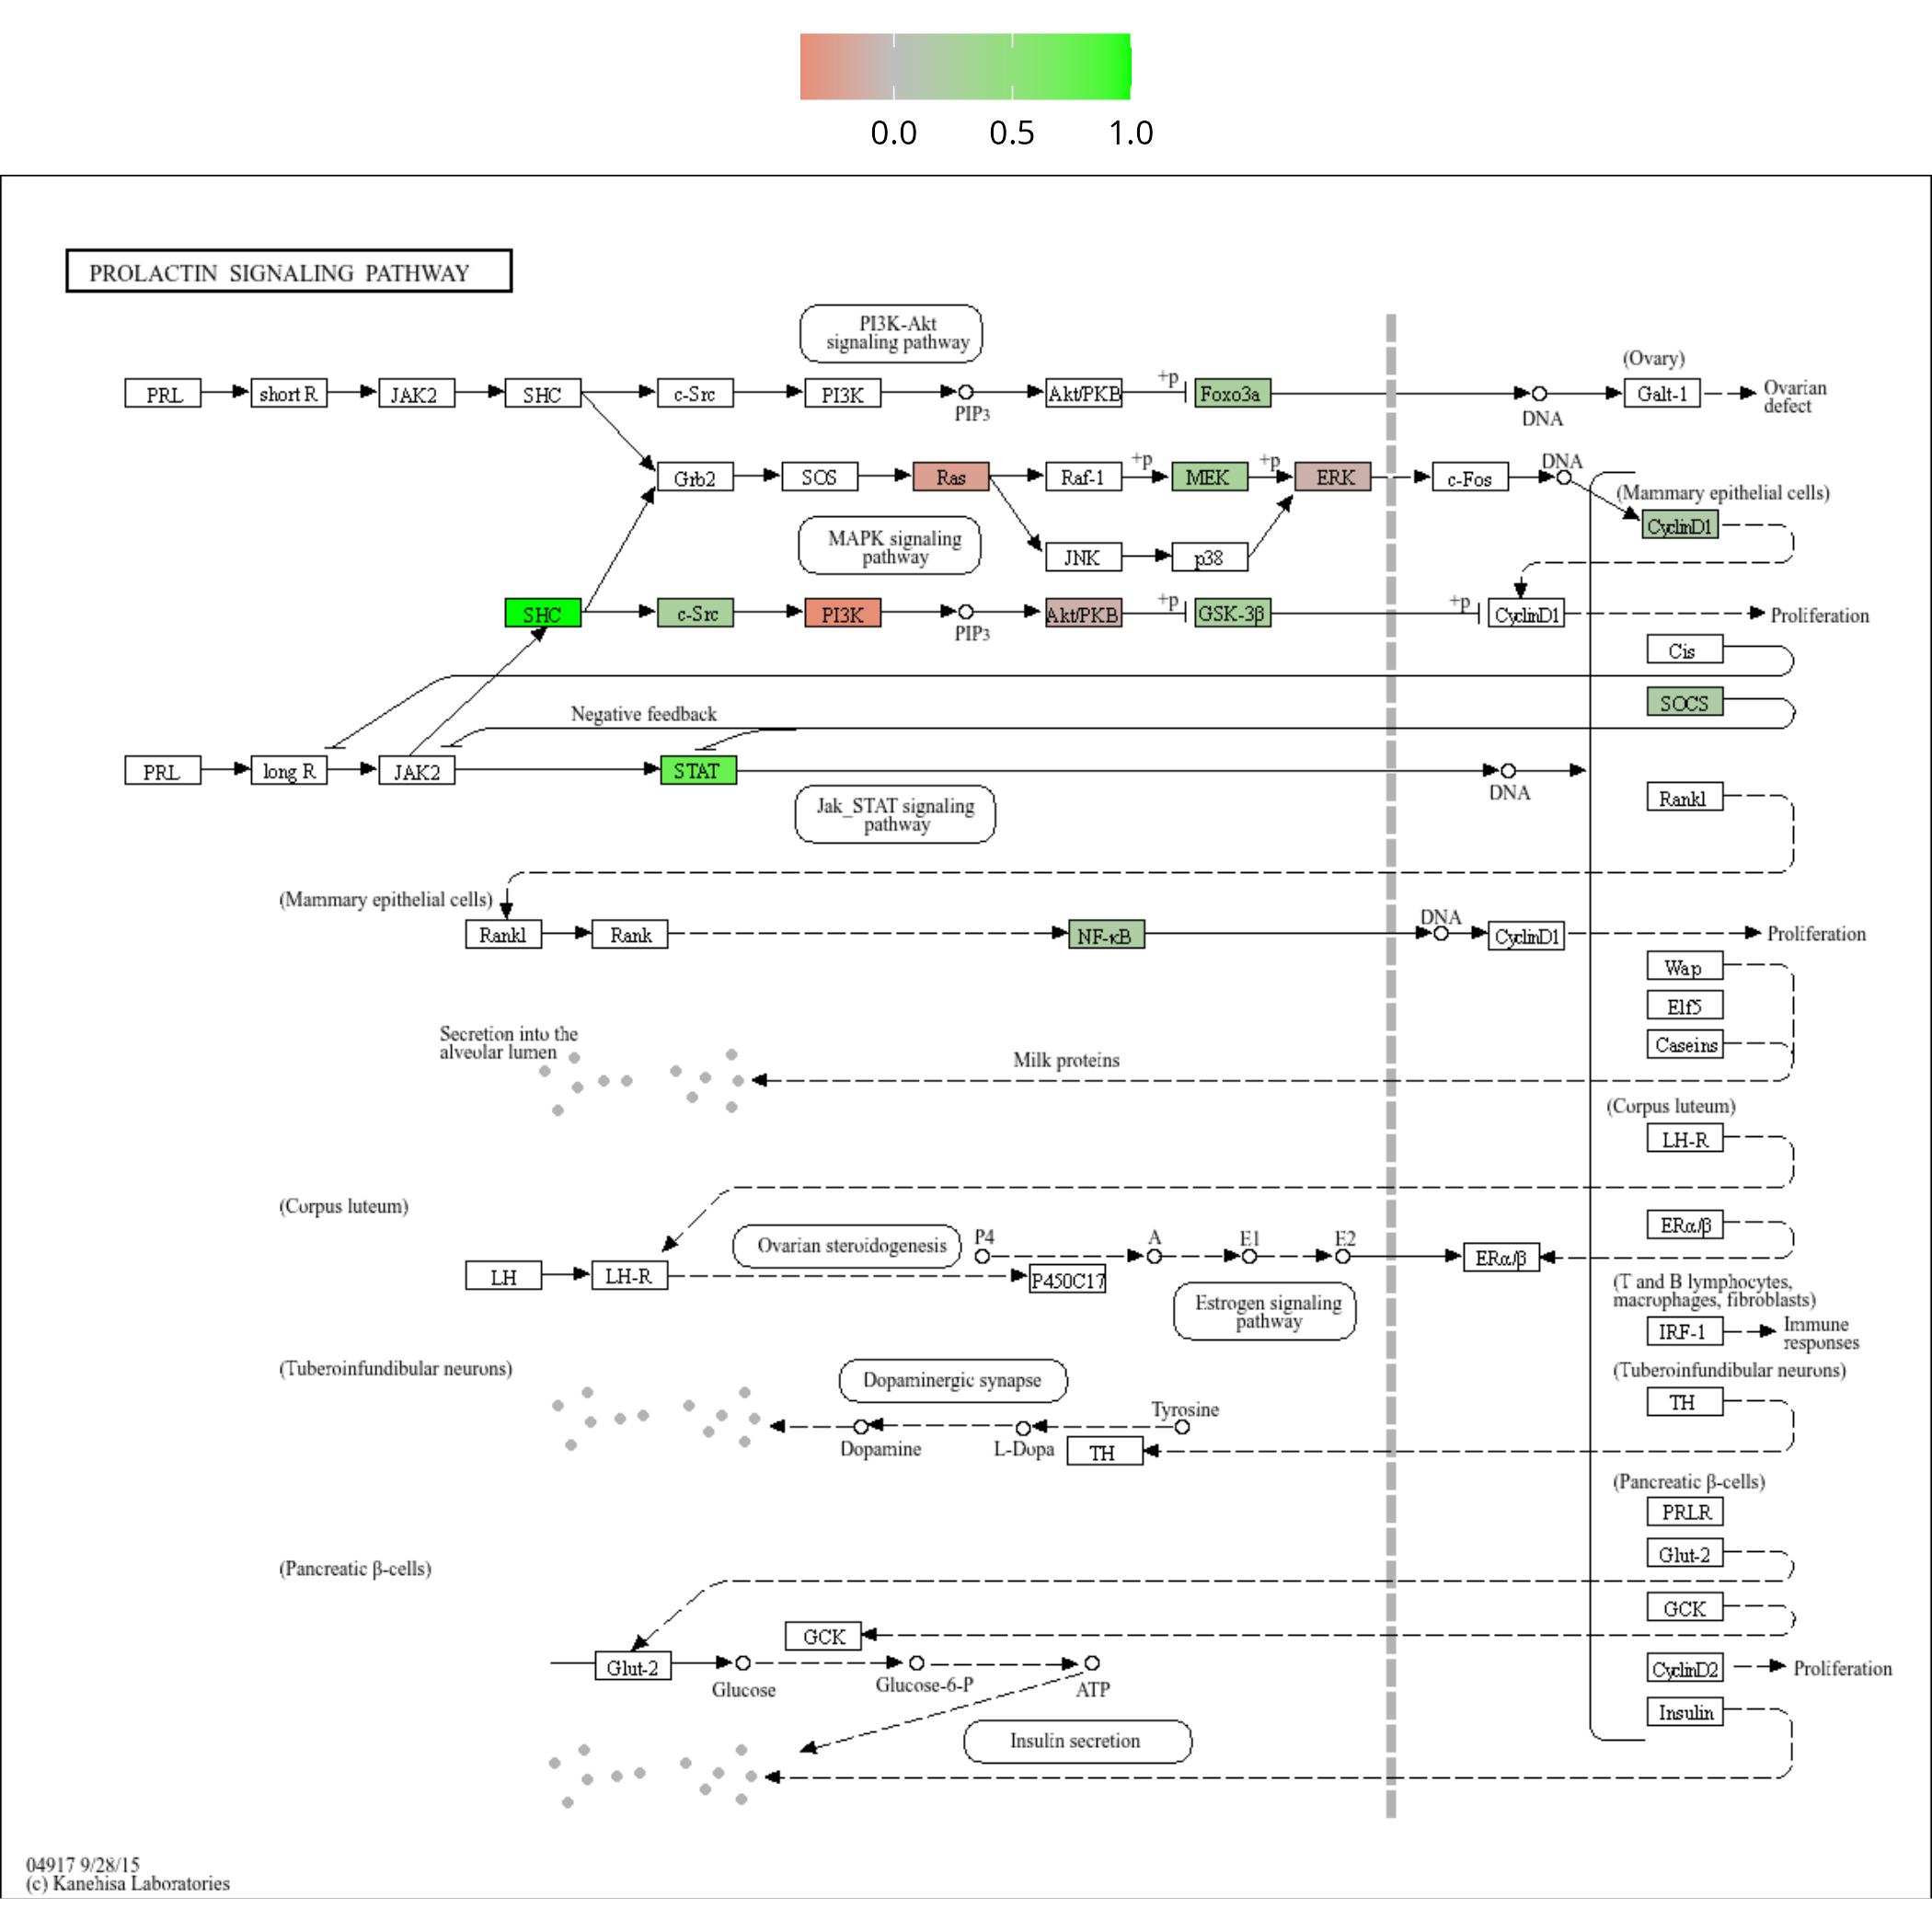 0.0 0.5 1.0
PROLACTIN SIGNALING PATHWAY
PI3K-Akt
signaling pathway
(Ovary)
PRL short R JAK2 SHC c-Src PI3K PIP3 Akt/PKB +p Foxo3a DNA Galt-1 Ovarian
defect
Grb2 SOS Ras Raf-1 +p MEK +p ERK c-Fos DNA
(Mammary epithelial cells)
CyclinD1
MAPK signaling
pathway
JNK p38
SHC c-Src PI3K PIP3 Akt/PKB +p GSK-3β +p CyclinD1 Proliferation
Cis
SOCS
Negative feedback
PRL long R JAK2 STAT DNA
Jak_STAT signaling
pathway
Rankl
(Mammary epithelial cells)
Rankl Rank NF-κB DNA CyclinD1 Proliferation
Wap
Elf5
Caseins
Secretion into the
alveolar lumen
Milk proteins
(Corpus luteum)
LH-R
(Corpus luteum)
ERα/β
Ovarian steroidogenesis P4 A E1 E2 ERα/β
LH LH-R P450C17
Estrogen signaling
pathway
(T and B lymphocytes,
macrophages, fibroblasts)
IRF-1 Immune
responses
(Tuberoinfundibular neurons)
(Tuberoinfundibular neurons)
TH
Dopaminergic synapse
Tyrosine
Dopamine L-Dopa TH
(Pancreatic β-cells)
PRLR
Glut-2
(Pancreatic β-cells)
GCK
GCK
Glut-2 Glucose Glucose-6-P ATP
CyclinD2 Proliferation
Insulin
Insulin secretion
04917 9/28/15
(c) Kanehisa Laboratories